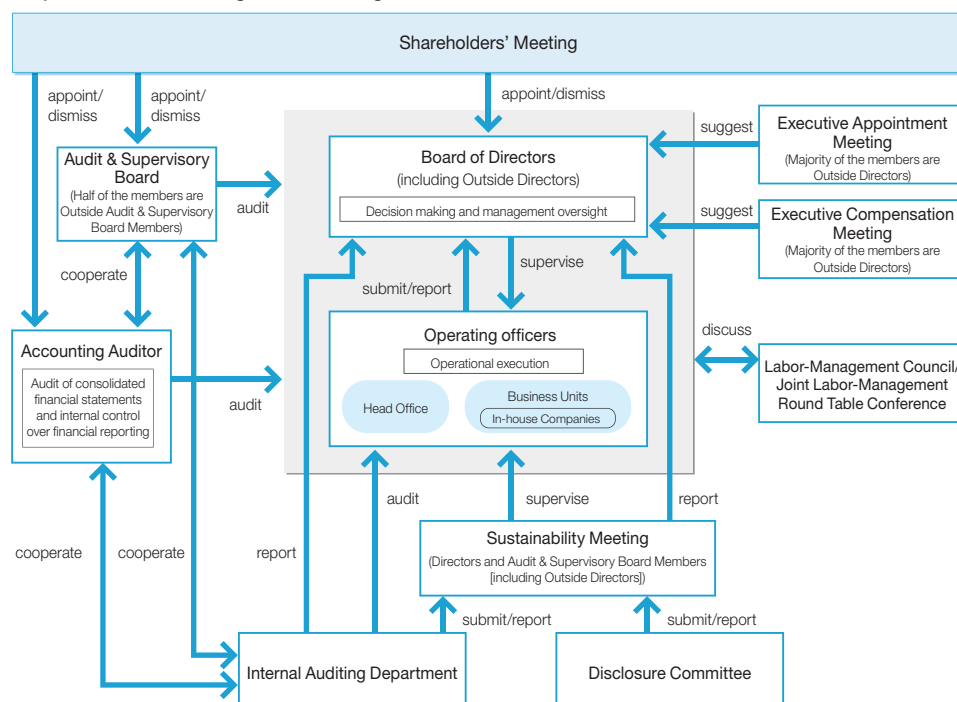 Shareholders’ Meeting
appoint/
dismiss
appoint/
dismiss
appoint/dismiss
Audit & Supervisory
Board
(Half of the members are
Outside Audit & Supervisory
Board Members)
audit
Board of Directors
(including Outside Directors)
Decision making and management oversight
suggest
Executive Appointment
Meeting
(Majority of the members are
Outside Directors)
suggest
Executive Compensation
Meeting
(Majority of the members are
Outside Directors)
cooperate
submit/report
supervise
Accounting Auditor
Audit of consolidated
financial statements
and internal control
over financial reporting
audit
Operating officers
Operational execution
Head Office
Business Units
In-house Companies
discuss
Labor-Management Council/
Joint Labor-Management
Round Table Conference
cooperate
cooperate
report
audit
supervise
report
Sustainability Meeting
(Directors and Audit & Supervisory Board Members
[including Outside Directors])
submit/report
submit/report
Internal Auditing Department
Disclosure Committee